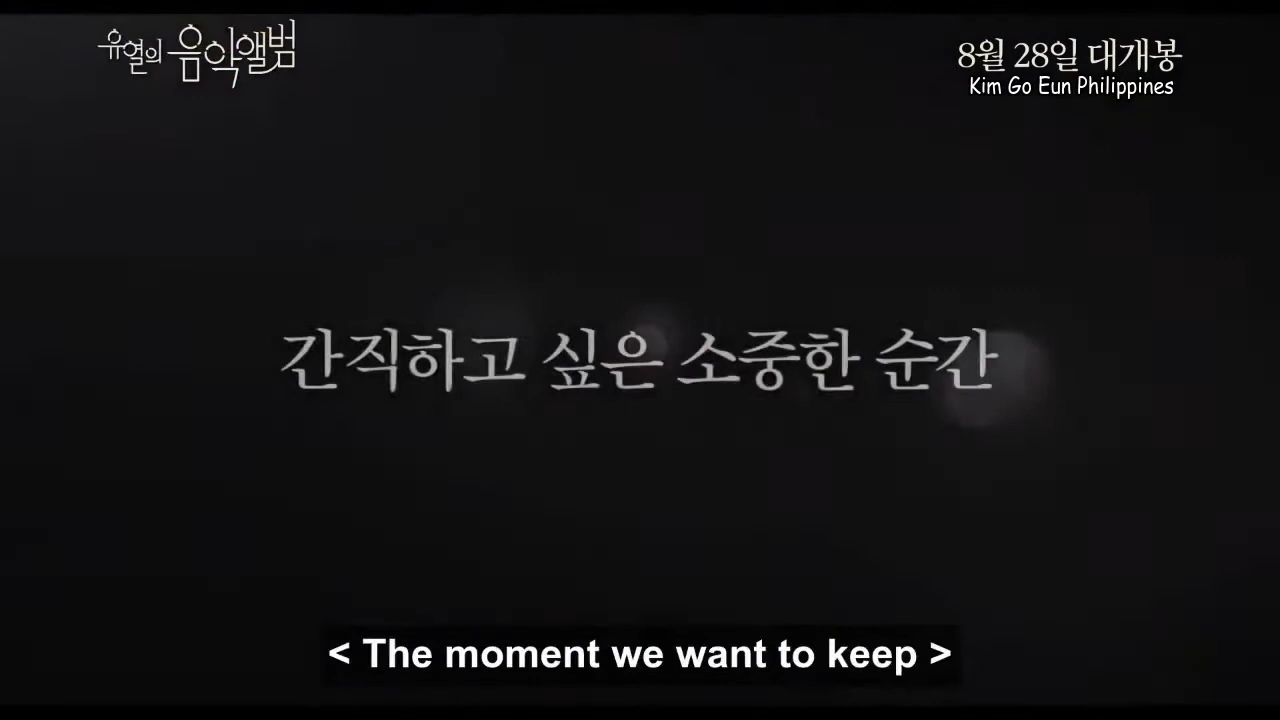 유열의 음악앨범
8월 28일 대개봉
Kim Go Eun Philippines
간직하고 싶은 소중한 순간
< The moment we want to keep >